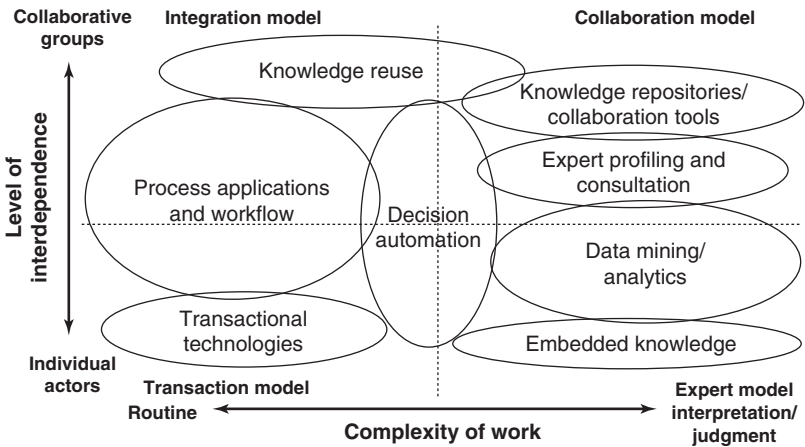 Collaborative
groups
Integration model
Collaboration model
Knowledge reuse
Knowledge repositories/
collaboration tools
Expert profiling and
consultation
Process applications
and workflow
Decision
automation
Data mining/
analytics
Transactional
technologies
Embedded knowledge
Level of
interdependence
Individual
actors
Transaction model
Routine
Complexity of work
Expert model
interpretation/
judgment